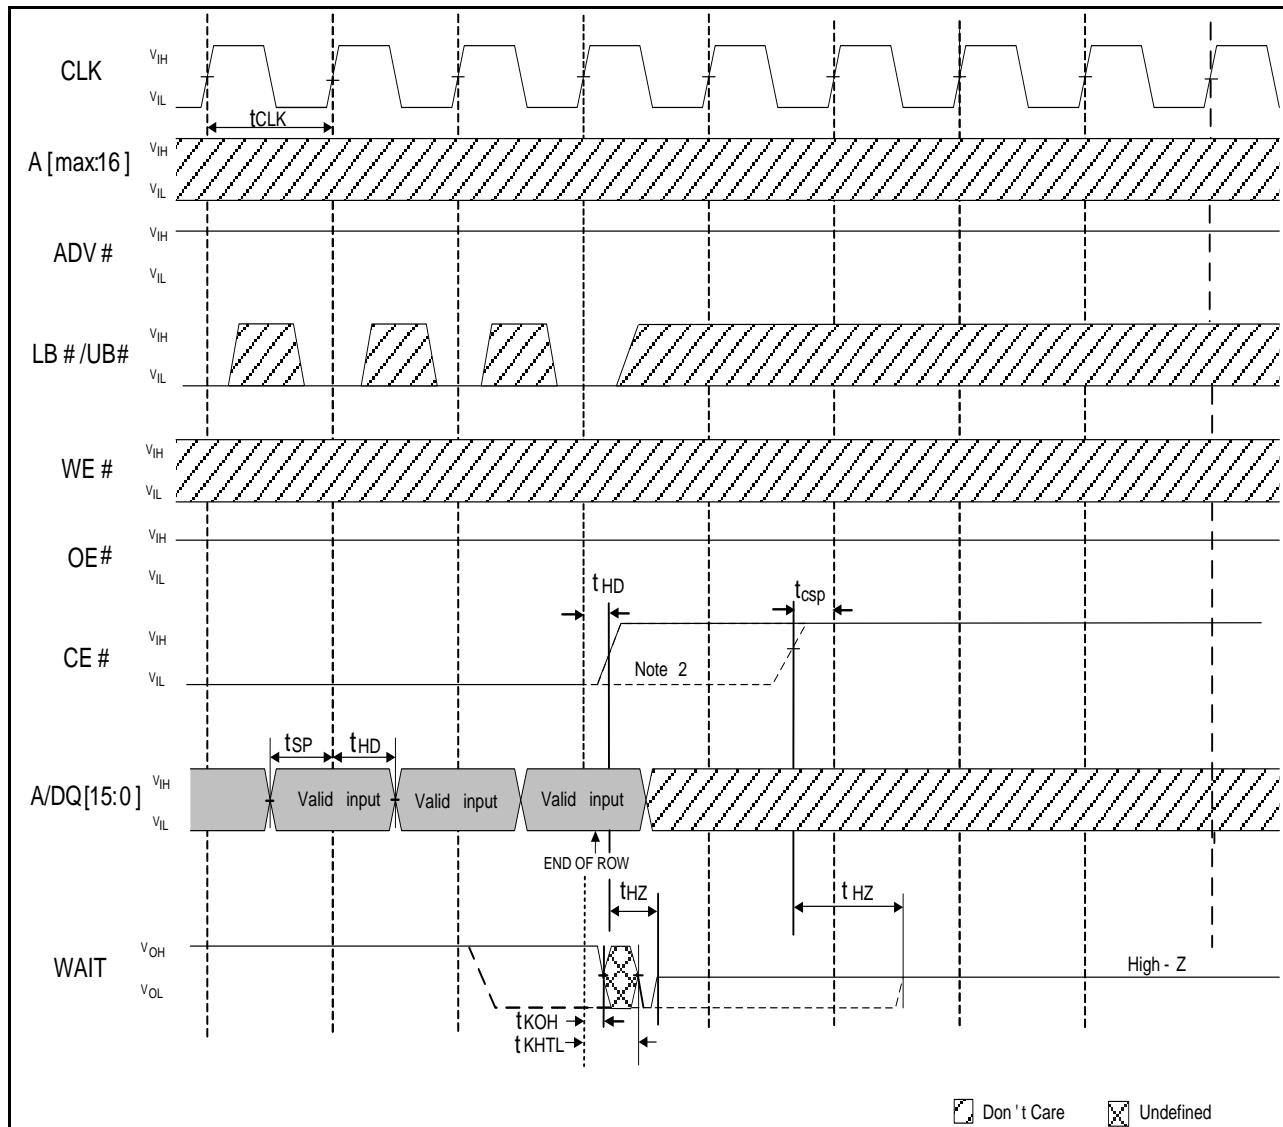 CLK
VIH
VIL
tCLK
A [max:16]
VIH
VIL
ADV #
VIH
VIL
LB # /UB#
VIH
VIL
WE #
VIH
VIL
OE #
VIH
VIL
tHD
tcsp
CE #
VIH
VIL
Note 2
tSP
tHD
A/DQ[15:0]
VIH
VIL
Valid input
Valid input
Valid input
END OF ROW
tHZ
tHZ
WAIT
VOH
VOL
High - Z
tKOH
tKHTL
Don ' t Care
Undefined